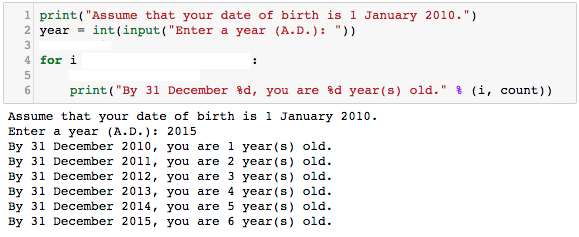 1 print("Assume that your date of birth is 1 January 2010.")
2 year = int(input("Enter a year (A.D.): "))
3
4 for i :
5
6 print("By 31 December %d, you are %d year(s) old." % (i, count))
Assume that your date of birth is 1 January 2010.
Enter a year (A.D.): 2015
By 31 December 2010, you are 1 year(s) old.
By 31 December 2011, you are 2 year(s) old.
By 31 December 2012, you are 3 year(s) old.
By 31 December 2013, you are 4 year(s) old.
By 31 December 2014, you are 5 year(s) old.
By 31 December 2015, you are 6 year(s) old.